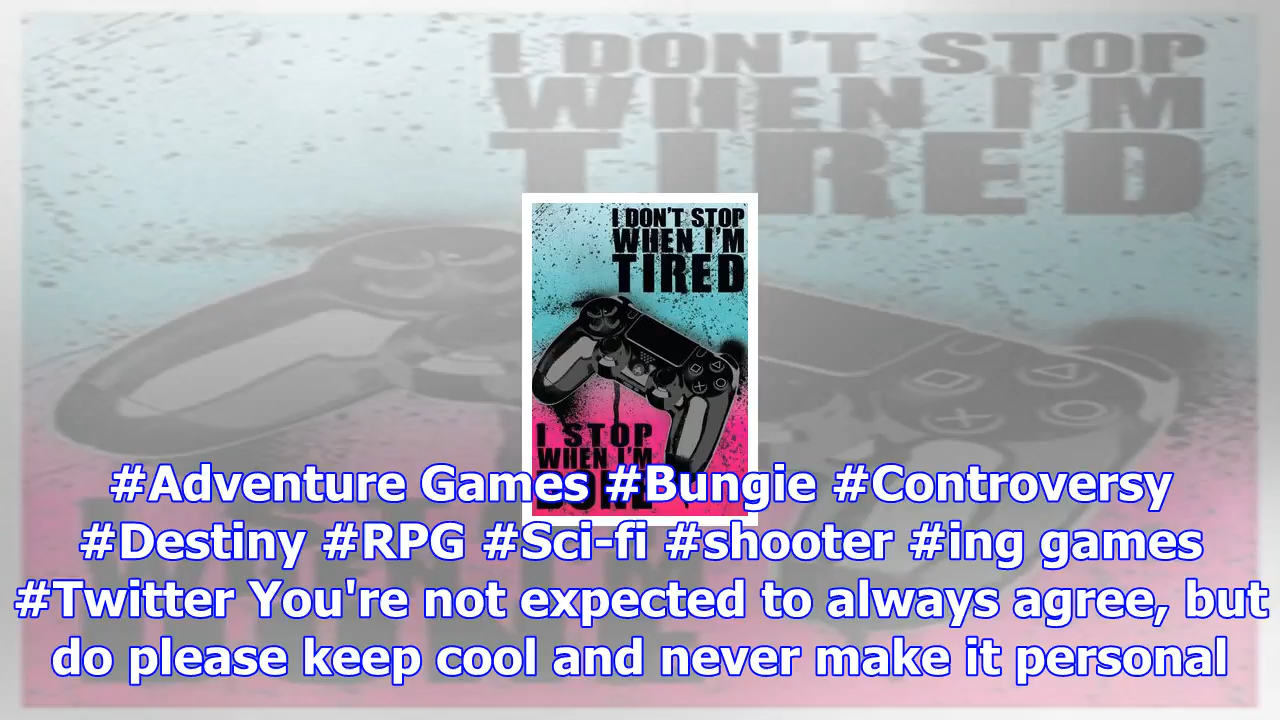 I DON'T STOP
WHEN I'M
TIRED
I DON'T STOP
WHEN I'M
TIRED
I STOP
WHEN I'M
DONE
#Adventure Games #Bungie #Controversy
#Destiny #RPG #Sci-fi #shooter #ing games
#Twitter You're not expected to always agree, but
do please keep cool and never make it personal